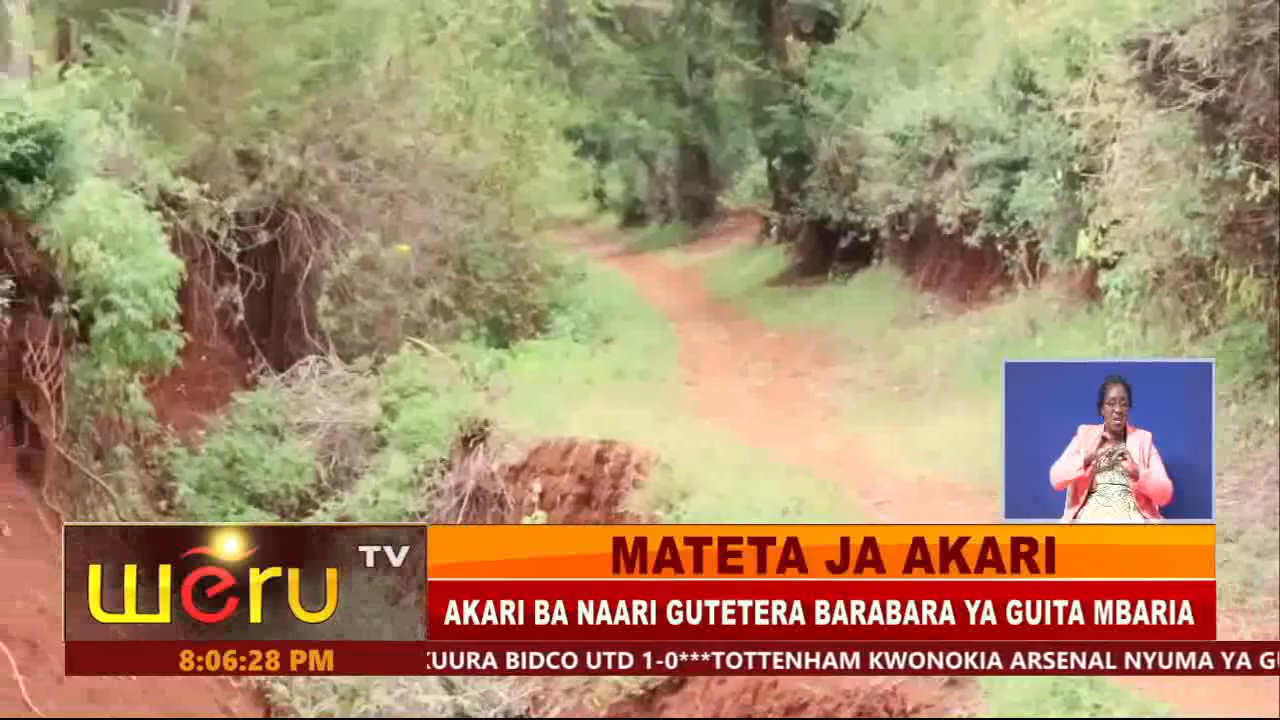 MATETA JA AKARI
weru TV
AKARI BA NAARI GUTETERA BARABARA YA GUITA MBARIA
8:06:28 PM
KUURA BIDCO UTD 1-0***TOTTENHAM KWONOKIA ARSENAL NYUMA YA